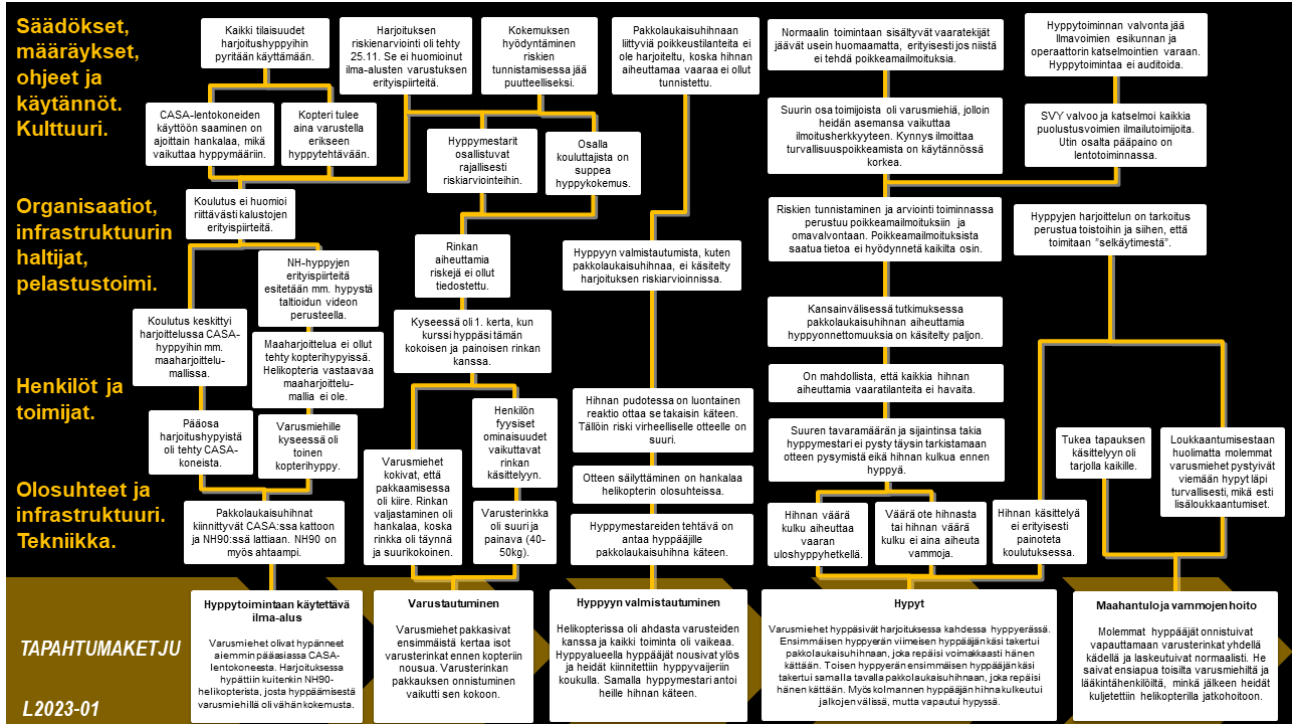 Säädökset,
määräykset,
ohjeet ja
käytännöt.
Kulttuuri.
Kaikki tilaisuudet
harjoitushyppyihin
pyritään käyttämään.
Harjoituksen
riskienarviointi oli tehty
25.11. Se ei huomioinut
ilma-alusten varustuksen
erityispiirteitä.
Kokemuksen
hyödyntäminen
riskien
tunnistamisessa jää
puutteelliseksi.
Pakkolaukaisuhihnaan
liittyviä poikkeustilanteita ei
ole harjoiteltu, koska hihnan
aiheuttamaa vaaraa ei ollut
tunnistettu.
Normaalin toimintaan sisältyvät
vaaratekijät
jäävät usein huomaamatta,
erityisesti jos niistä
ei tehdä poikkeamailmoituksia.
Hyppytoiminnan valvonta jää
Ilmavoimien esikunnan ja
operaattorin katselmointien varaan.
Hyppytoimintaa ei auditoida.
CASA-lentokoneiden
käyttöön saaminen on
ajoittain hankalaa, mikä
vaikuttaa hyppymääriin.
Kopteri tulee
aina varustella
erikseen
hyppytehtävään.
Hyppymestarit
osallistuvat
rajallisesti
riskiarviointeihin.
Osalla
kouluttajista on
suppea
hyppykokemus.
Suurin osa toimijoista oli varusmiehiä, jolloin
heidän asemansa vaikuttaa
ilmoitusherkkyyteen. Kynnys ilmoittaa
turvallisuuspoikkeamista on käytännössä
korkea.
SVY valvoo ja katselmoi kaikkia
puolustusvoimien ilmailutoimijoita.
Utin osalta pääpaino on
lentotoiminnassa.
Organisaatiot,
infrastruktuurin
haltijat,
pelastustoimi.
Koulutus ei huomioi
riittävästi kalustojen
erityispiirteitä.
NH-hyppyjen
erityispiirteitä
esitetään mm. hypystä
taltioidun videon
perusteella.
Rinkan
aiheuttamia
riskejä ei ollut
tiedostettu.
Hyppyyn valmistautumista, kuten
pakkolaukaisuhihnaa, ei käsitelty
harjoituksen riskiarvioinnissa.
Riskien tunnistaminen ja arviointi toiminnassa
perustuu poikkeamailmoituksiin ja
omavalvontaan. Poikkeamailmoituksista
saatua tietoa ei hyödynnetä kaikilta osin.
Hyppyjen harjoittelun on tarkoitus
perustua toistoihin ja siihen, että
toimitaan "selkäytimestä".
Koulutus keskittyi
harjoittelussa CASA-
hyppyihin mm.
maaharjoittelu-
mallissa.
Maaharjoittelua ei ollut
tehty kopterihypyissä.
Helikopteria vastaavaa
maaharjoittelu-
mallia ei ole.
Kyseessä oli 1. kerta, kun
kurssi hyppäsi tämän
kokoisen ja painoisen rinkan
kanssa.
Kansainvälisessä tutkimuksessa
pakkolaukaisuhihnan aiheuttamia
hyppyonnettomuuksia on käsitelty paljon.
Henkilöt ja
toimijat.
Pääosa
harjoitushypyistä
oli tehty CASA-
koneista.
Varusmiehille
kyseessä oli
toinen
kopterihyppy.
Varusmiehet
kokivat, että
pakkaamisessa
oli kiire. Rinkan
valjastaminen oli
hankalaa, koska
rinkka oli täynnä
ja suurikokoinen.
Henkilön
fyysiset
ominaisuudet
vaikuttavat
rinkan
käsittelyyn.
Hihnan pudotessa on luontainen
reaktio ottaa se takaisin käteen.
Tällöin riski virheelliselle otteelle on
suuri.
On mahdollista, että kaikkia hihnan
aiheuttamia vaaratilanteita ei havaita.
Suuren tavaramäärän ja sijaintinsa takia
hyppymestari ei pysty täysin tarkistamaan
otteen pysymistä eikä hihnan kulkua ennen
hyppyä.
Tukea tapauksen
käsittelyyn oli
tarjolla kaikille.
Loukkaantumisestaan
huolimatta molemmat
varusmiehet pystyivät
viemään hypyt läpi
turvallisesti, mikä esti
lisäloukkaantumiset.
Olosuhteet ja
infrastruktuuri.
Tekniikka.
Pakkolaukaisuhihnat
kiinnittyvät CASA:ssa kattoon
ja NH90:ssä lattiaan. NH90 on
myös ahtaampi.
Varusterinkka
oli suuri ja
painava (40-
50kg).
Otteen säilyttäminen on hankalaa
helikopterin olosuhteissa.
Hyppymestareiden tehtävä on
antaa hyppääjille
pakkolaukaisuhihna käteen.
Hihnan väärä
kulku aiheuttaa
vaaran
uloshyppyhetkellä.
Väärä ote hihnasta
tai hihnan väärä
kulku ei aina aiheuta
vammoja.
Hihnan käsittelyä
ei erityisesti
painoteta
koulutuksessa.
TAPAHTUMAKETJU
L2023-01
Hyppytoimintaan käytettävä
ilma-alus
Varusmiehet olivat hypänneet
aiemmin pääasiassa CASA-
lentokoneesta. Harjoituksessa
hypättiin kuitenkin NH90-
helikopterista, josta hyppäämisestä
varusmiehillä oli vähän kokemusta.
Varustautuminen
Varusmiehet pakkasivat
ensimmäistä kertaa isot
varusterinkat ennen kopteriin
nousua. Varusterinkan
pakkauksen onnistuminen
vaikutti sen kokoon.
Hyppyyn valmistautuminen
Helikopterissa oli ahdasta varusteiden
kanssa ja kaikki toiminta oli vaikeaa.
Hyppyalueella hyppääjät nousivat ylös
ja heidät kiinnitettiin hyppyvaijeriin
koukulla. Samalla hyppymestari antoi
heille hihnan käteen.
Hypyt
Varusmiehet hyppäsivät harjoituksessa kahdessa hyppyerässä.
Ensimmäisen hyppyerän viimeisen hyppääjän käsi takertui
pakkolaukaisuhihnaan, joka repäisi voimakkaasti hänen
kättään. Toisen hyppyerän ensimmäisen hyppääjän käsi
takertui samalla tavalla pakkolaukaisuhihnaan, joka repäisi
hänen kättään. Myös kolmannen hyppääjän hihna kulkeutui
jalkojen välissä, mutta vapautui hypyssä.
Maahantulo ja vammojen hoito
Molemmat hyppääjät onnistuivat
vapauttamaan varusterinkat yhdellä
kädellä ja laskeutuivat normaalisti. He
saivat ensiapua toisilta varusmiehiltä ja
lääkintähenkilöiltä, minkä jälkeen heidät
kuljetettiin helikopterilla jatkohoitoon.